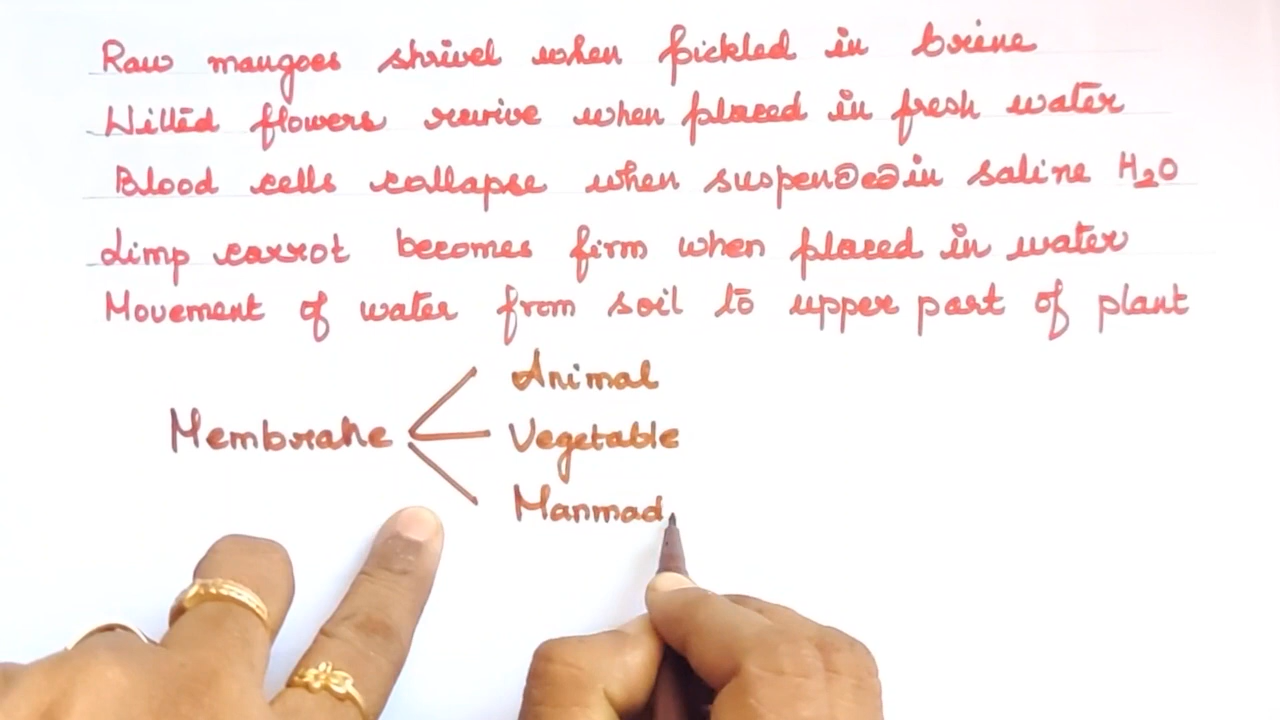 Raw mangoes shrivel when pickled in brine
Wilted flowers revive when placed in fresh water
Blood cells collapse when suspended in saline H₂O
Limp carrot becomes firm when placed in water
Movement of water from soil to upper part of plant
Animal
Membrane
Vegetable
Manmad